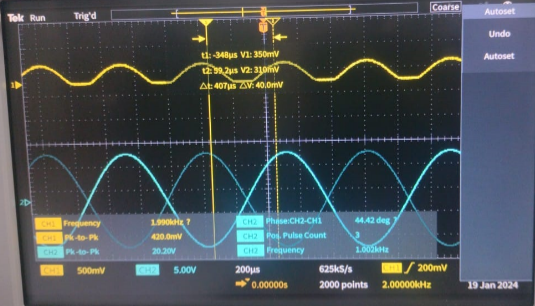 Tek Run Trig'd Coarse
Autoset
Undo
Autoset
t1: -348µs V1: 350mV
t2: 59.2µs V2: 310mV
△t: 407µs △V: 40.0mV
1
2
CH1 Frequency 1.990kHz ? CH2 Phase:CH2-CH1 44.42 deg ?
CH1 Pk-to- Pk 420.0mV CH2 Pos. Pulse Count 3
CH2 Pk-to- Pk 20.20V CH2 Frequency 1.002kHz
CH1 500mV CH2 5.00V 200µs 625kS/s CH1 200mV
0.00000s 2000 points 2.00000kHz 19 Jan 2024